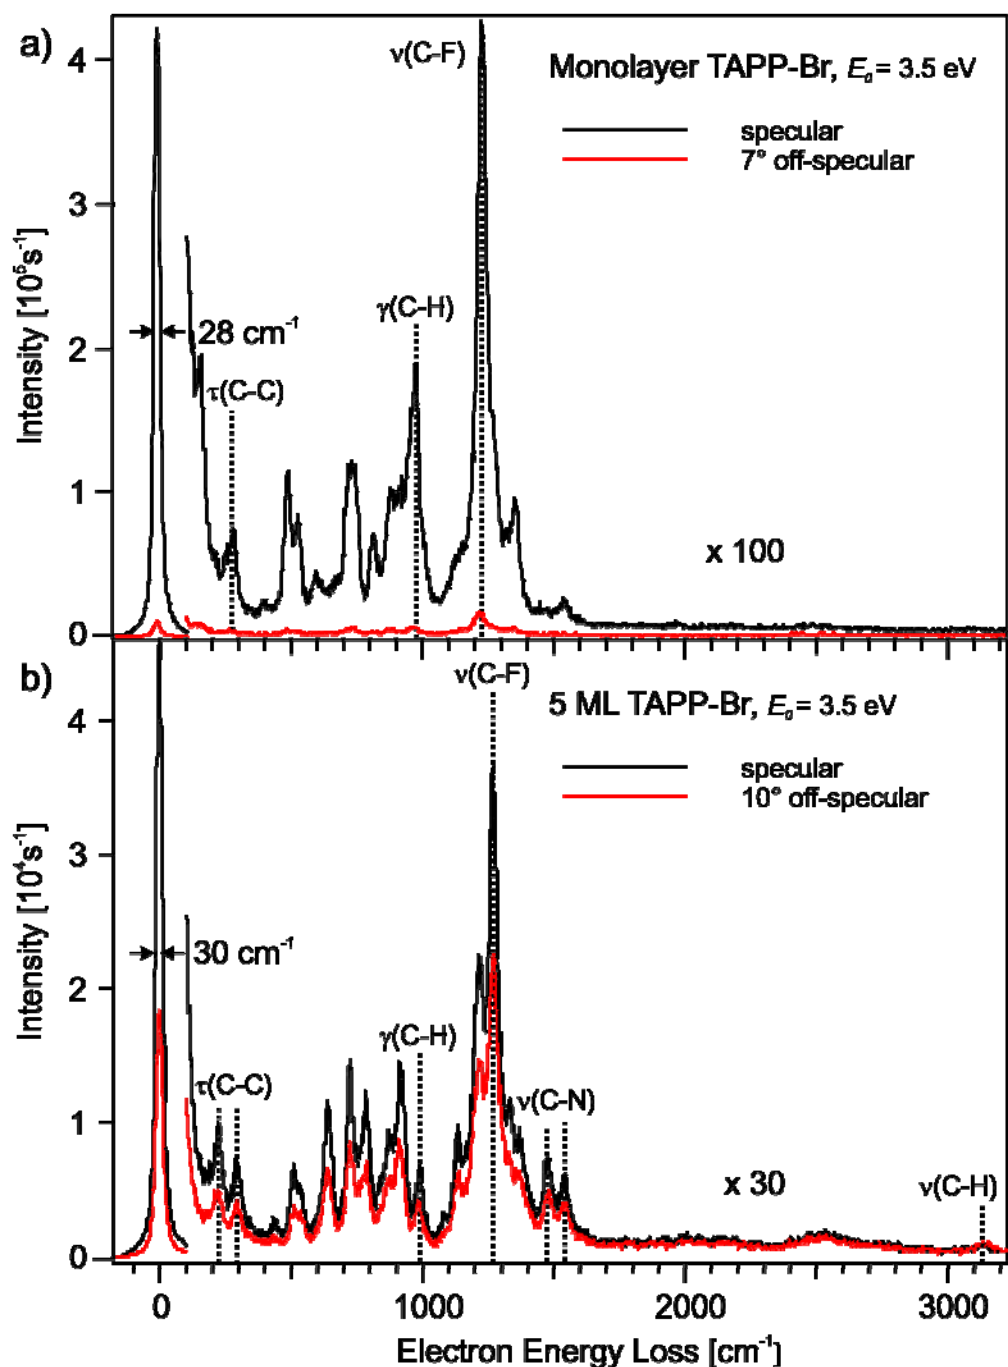 a)
ν(C-F)
Monolayer TAPP-Br, E₀ = 3.5 eV
specular
7° off-specular
γ(C-H)
28 cm⁻¹
τ(C-C)
x 100
Intensity [10⁵s⁻¹]
4
3
2
1
0
b)
ν(C-F)
5 ML TAPP-Br, E₀ = 3.5 eV
specular
10° off-specular
30 cm⁻¹
γ(C-H)
τ(C-C)
ν(C-N)
x 30
ν(C-H)
Intensity [10⁴s⁻¹]
4
3
2
1
0
0 1000 2000 3000
Electron Energy Loss [cm⁻¹]